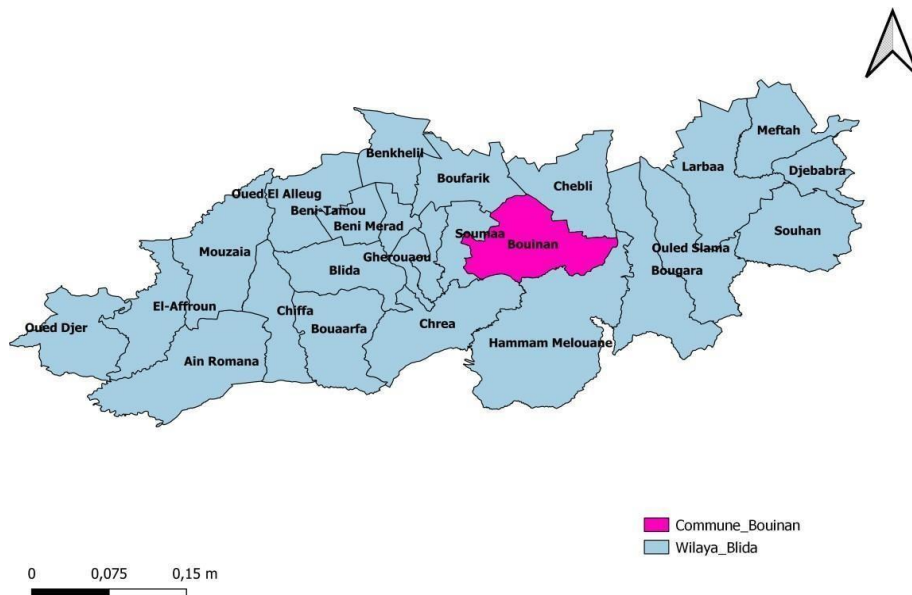 Meftah
Benkhelil
Larbaa
Djebabra
Boufarik
Chebli
Oued El Alleug
Beni-Tamou
Beni Merad
Souhan
Soumaa
Bouinan
Mouzaia
Ouled Slama
Gherouaou
Blida
Bougara
El-Affroun
Chiffa
Oued Djer
Bouaarfa
Chrea
Hammam Melouane
Ain Romana
Commune_Bouinan
Wilaya_Blida
0 0,075 0,15 m